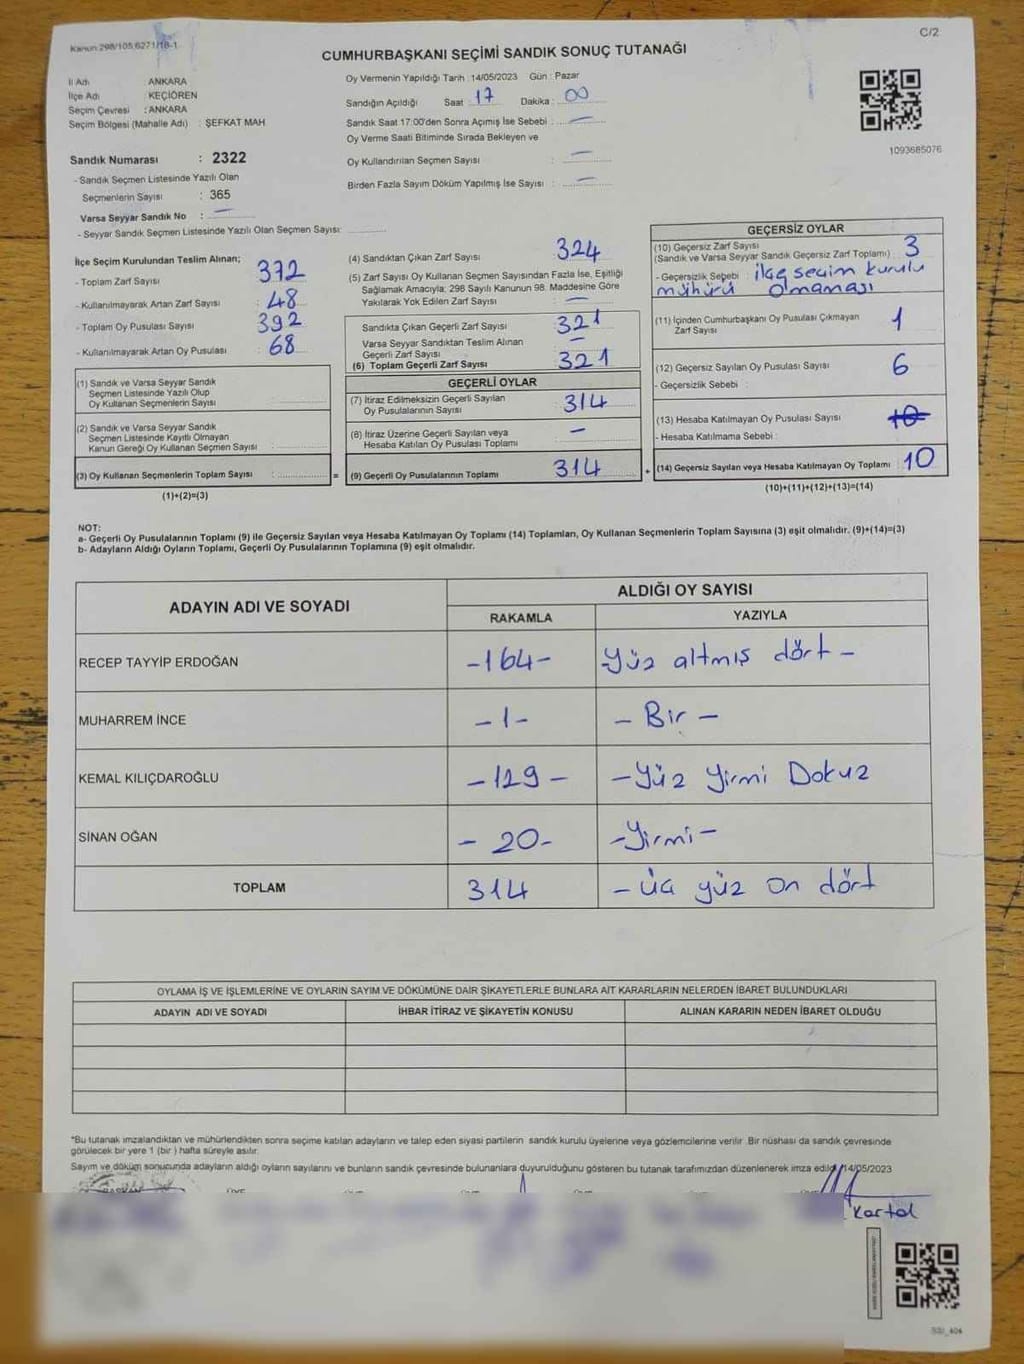 Kanun:298/105,6271/18-1
C/2
CUMHURBAŞKANI SEÇİMİ SANDIK SONUÇ TUTANAĞI
İl Adı : ANKARA
İlçe Adı : KEÇİÖREN
Seçim Çevresi : ANKARA
Seçim Bölgesi (Mahalle Adı) : ŞEFKAT MAH
Sandık Numarası : 2322
- Sandık Seçmen Listesinde Yazılı Olan
Seçmenlerin Sayısı : 365
Varsa Seyyar Sandık No : —
- Seyyar Sandık Seçmen Listesinde Yazılı Olan Seçmen Sayısı:
Oy Vermenin Yapıldığı Tarih : 14/05/2023 Gün : Pazar
Sandığın Açıldığı Saat : 17 Dakika : 00
Sandık Saat 17:00'den Sonra Açımış İse Sebebi : —
Oy Verme Saati Bitiminde Sırada Bekleyen ve
Oy Kullandırılan Seçmen Sayısı : —
Birden Fazla Sayım Döküm Yapılmış İse Sayısı : —
1093685076
İlçe Seçim Kurulundan Teslim Alınan;
- Toplam Zarf Sayısı : 372
- Kullanılmayarak Artan Zarf Sayısı : 48
- Toplam Oy Pusulası Sayısı : 392
- Kullanılmayarak Artan Oy Pusulası : 68
(1) Sandık ve Varsa Seyyar Sandık
Seçmen Listesinde Yazılı Olup
Oy Kullanan Seçmenlerin Sayısı :
(2) Sandık ve Varsa Seyyar Sandık
Seçmen Listesinde Kayıtlı Olmayan
Kanun Gereği Oy Kullanan Seçmen Sayısı :
(3) Oy Kullanan Seçmenlerin Toplam Sayısı : =
(1)+(2)=(3)
(4) Sandıktan Çıkan Zarf Sayısı : 324
(5) Zarf Sayısı Oy Kullanan Seçmen Sayısından Fazla İse, Eşitliği
Sağlamak Amacıyla; 298 Sayılı Kanunun 98. Maddesine Göre
Yakılarak Yok Edilen Zarf Sayısı : —
Sandıkta Çıkan Geçerli Zarf Sayısı : 321
Varsa Seyyar Sandıktan Teslim Alınan
Geçerli Zarf Sayısı : —
(6) Toplam Geçerli Zarf Sayısı : 321
GEÇERLİ OYLAR
(7) İtiraz Edilmeksizin Geçerli Sayılan
Oy Pusulalarının Sayısı : 314
(8) İtiraz Üzerine Geçerli Sayılan veya
Hesaba Katılan Oy Pusulası Toplamı : —
(9) Geçerli Oy Pusulalarının Toplamı : 314 +
GEÇERSİZ OYLAR
(10) Geçersiz Zarf Sayısı
(Sandık ve Varsa Seyyar Sandık Geçersiz Zarf Toplamı) : 3
- Geçersizlik Sebebi : ilçe seçim kurulu
mühürü olmaması
(11) İçinden Cumhurbaşkanı Oy Pusulası Çıkmayan
Zarf Sayısı : 1
(12) Geçersiz Sayılan Oy Pusulası Sayısı : 6
- Geçersizlik Sebebi :
(13) Hesaba Katılmayan Oy Pusulası Sayısı : 10
- Hesaba Katılmama Sebebi :
(14) Geçersiz Sayılan veya Hesaba Katılmayan Oy Toplamı : 10
(10)+(11)+(12)+(13)=(14)
NOT:
a- Geçerli Oy Pusulalarının Toplamı (9) ile Geçersiz Sayılan veya Hesaba Katılmayan Oy Toplamı (14) Toplamları, Oy Kullanan Seçmenlerin Toplam Sayısına (3) eşit olmalıdır. (9)+(14)=(3)
b- Adayların Aldığı Oyların Toplamı, Geçerli Oy Pusulalarının Toplamına (9) eşit olmalıdır.
ADAYIN ADI VE SOYADI ALDIĞI OY SAYISI
RAKAMLA YAZIYLA
RECEP TAYYİP ERDOĞAN -164- Yüz altmış dört -
MUHARREM İNCE -1- - Bir -
KEMAL KILIÇDAROĞLU -129- - Yüz Yirmi Dokuz
SİNAN OĞAN - 20- -Yirmi-
TOPLAM 314 - üç yüz on dört
OYLAMA İŞ VE İŞLEMLERİNE VE OYLARIN SAYIM VE DÖKÜMÜNE DAİR ŞİKAYETLERLE BUNLARA AİT KARARLARIN NELERDEN İBARET BULUNDUKLARI
ADAYIN ADI VE SOYADI İHBAR İTİRAZ VE ŞİKAYETİN KONUSU ALINAN KARARIN NEDEN İBARET OLDUĞU
*Bu tutanak imzalandıktan ve mühürlendikten sonra seçime katılan adayların ve talep eden siyasi partilerin sandık kurulu üyelerine veya gözlemcilerine verilir .Bir nüshası da sandık çevresinde
görülecek bir yere 1 (bir ) hafta süreyle asılır.
Sayım ve döküm sonucunda adayların aldığı oyların sayılarını ve bunların sandık çevresinde bulunanlara duyurulduğunu gösteren bu tutanak tarafımızdan düzenlenerek imza edildi. 14/05/2023
BAŞKAN
Kartal